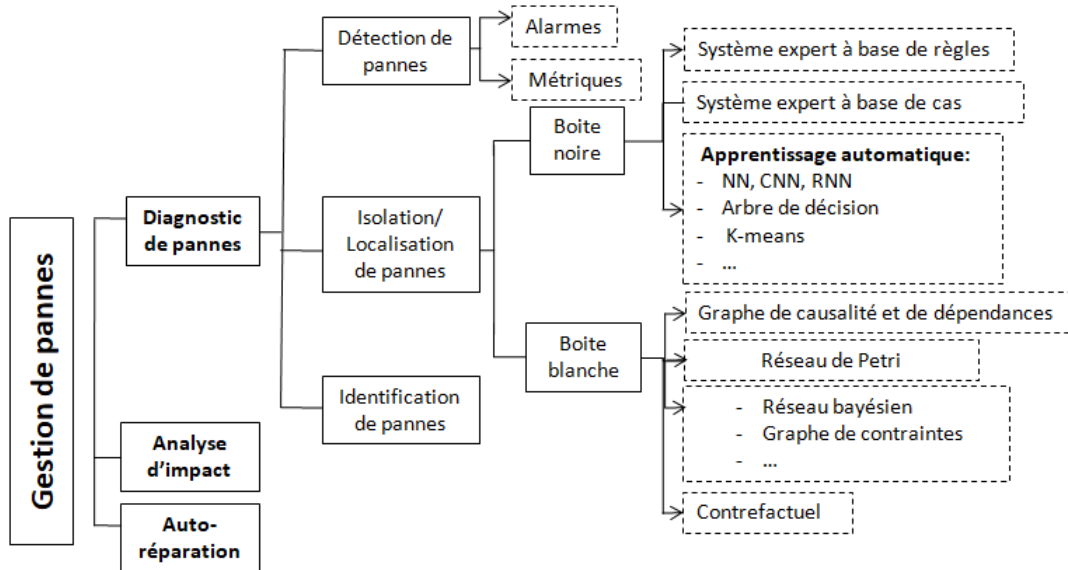 Gestion de pannes
Diagnostic
de pannes
Analyse
d’impact
Auto-
réparation
Détection de
pannes
Isolation/
Localisation
de pannes
Identification
de pannes
Alarmes
Métriques
Boite
noire
Boite
blanche
Système expert à base de règles
Système expert à base de cas
Apprentissage automatique:
- NN, CNN, RNN
- Arbre de décision
- K-means
- ...
Graphe de causalité et de dépendances
Réseau de Petri
- Réseau bayésien
- Graphe de contraintes
- ...
Contrefactuel